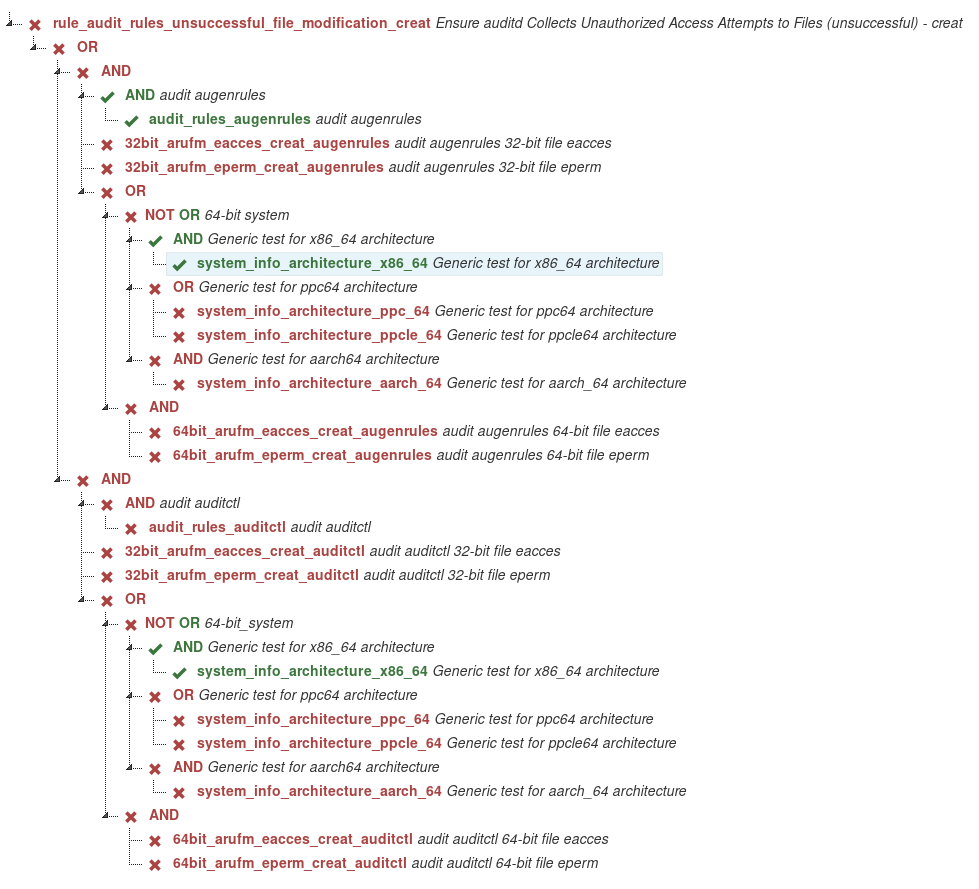 rule_audit_rules_unsuccessful_file_modification_creat Ensure auditd Collects Unauthorized Access Attempts to Files (unsuccessful) - creat
OR
AND
AND audit augenrules
audit_rules_augenrules audit augenrules
32bit_arufm_eacces_creat_augenrules audit augenrules 32-bit file eacces
32bit_arufm_eperm_creat_augenrules audit augenrules 32-bit file eperm
OR
NOT OR 64-bit system
AND Generic test for x86_64 architecture
system_info_architecture_x86_64 Generic test for x86_64 architecture
OR Generic test for ppc64 architecture
system_info_architecture_ppc_64 Generic test for ppc64 architecture
system_info_architecture_ppcle_64 Generic test for ppcle64 architecture
AND Generic test for aarch64 architecture
system_info_architecture_aarch_64 Generic test for aarch_64 architecture
AND
64bit_arufm_eacces_creat_augenrules audit augenrules 64-bit file eacces
64bit_arufm_eperm_creat_augenrules audit augenrules 64-bit file eperm
AND
AND audit auditctl
audit_rules_auditctl audit auditctl
32bit_arufm_eacces_creat_auditctl audit auditctl 32-bit file eacces
32bit_arufm_eperm_creat_auditctl audit auditctl 32-bit file eperm
OR
NOT OR 64-bit_system
AND Generic test for x86_64 architecture
system_info_architecture_x86_64 Generic test for x86_64 architecture
OR Generic test for ppc64 architecture
system_info_architecture_ppc_64 Generic test for ppc64 architecture
system_info_architecture_ppcle_64 Generic test for ppcle64 architecture
AND Generic test for aarch64 architecture
system_info_architecture_aarch_64 Generic test for aarch_64 architecture
AND
64bit_arufm_eacces_creat_auditctl audit auditctl 64-bit file eacces
64bit_arufm_eperm_creat_auditctl audit auditctl 64-bit file eperm